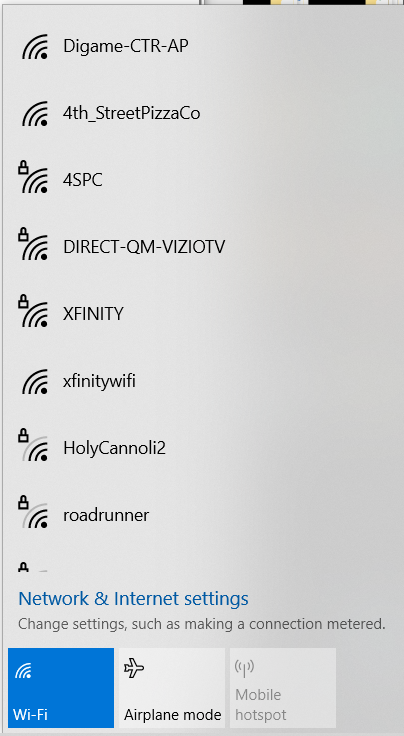 Digame-CTR-AP
4th_StreetPizzaCo
4SPC
DIRECT-QM-VIZIOTV
XFINITY
xfinitywifi
HolyCannoli2
roadrunner
Network & Internet settings
Change settings, such as making a connection metered.
Wi-Fi
Airplane mode
Mobile
hotspot